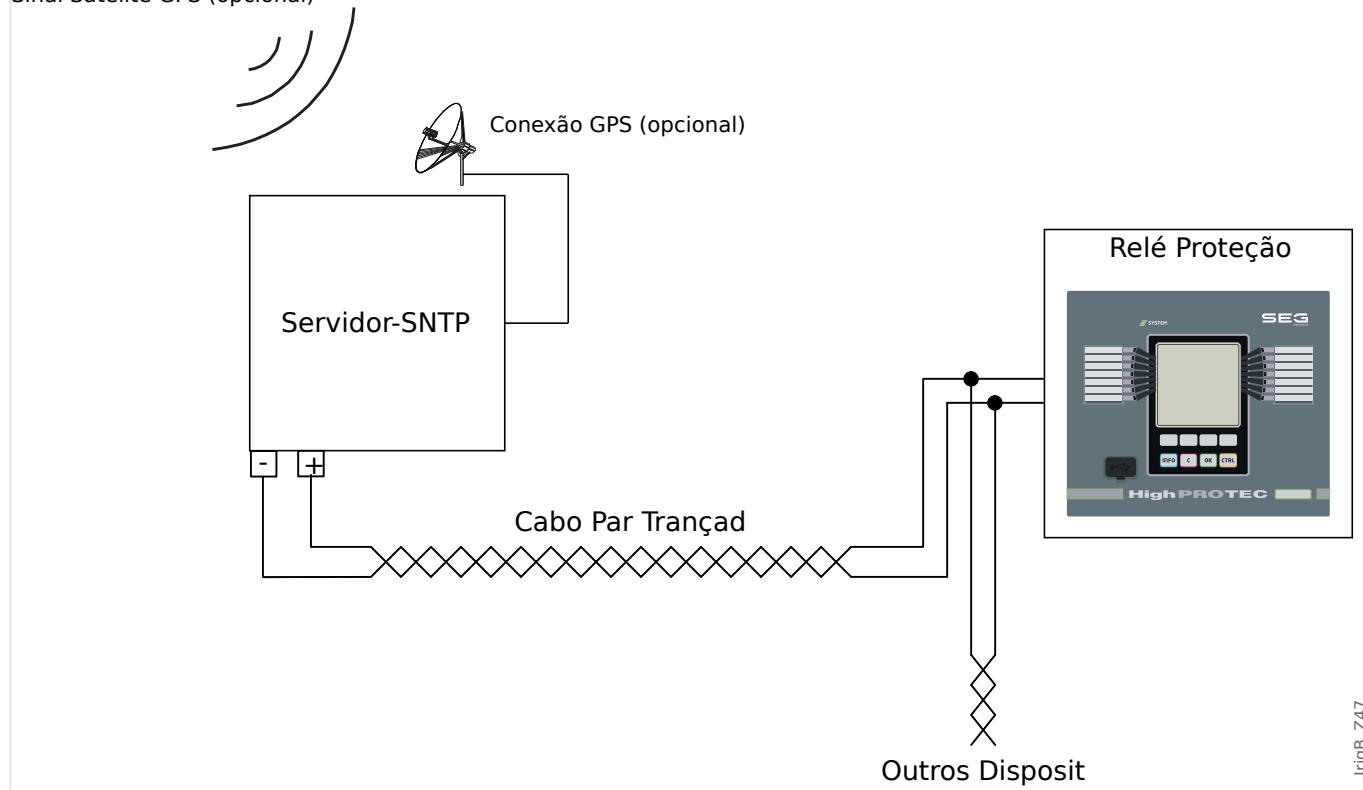 Sinal Satélite GPS (opcional)
Conexão GPS (opcional)
Relé Proteção
SYSTEM
SEG
Servidor-SNTP
- +
INFO C OK CTRL
HighPROTEC
Cabo Par Trançad
Outros Disposit
IrigB_Z47